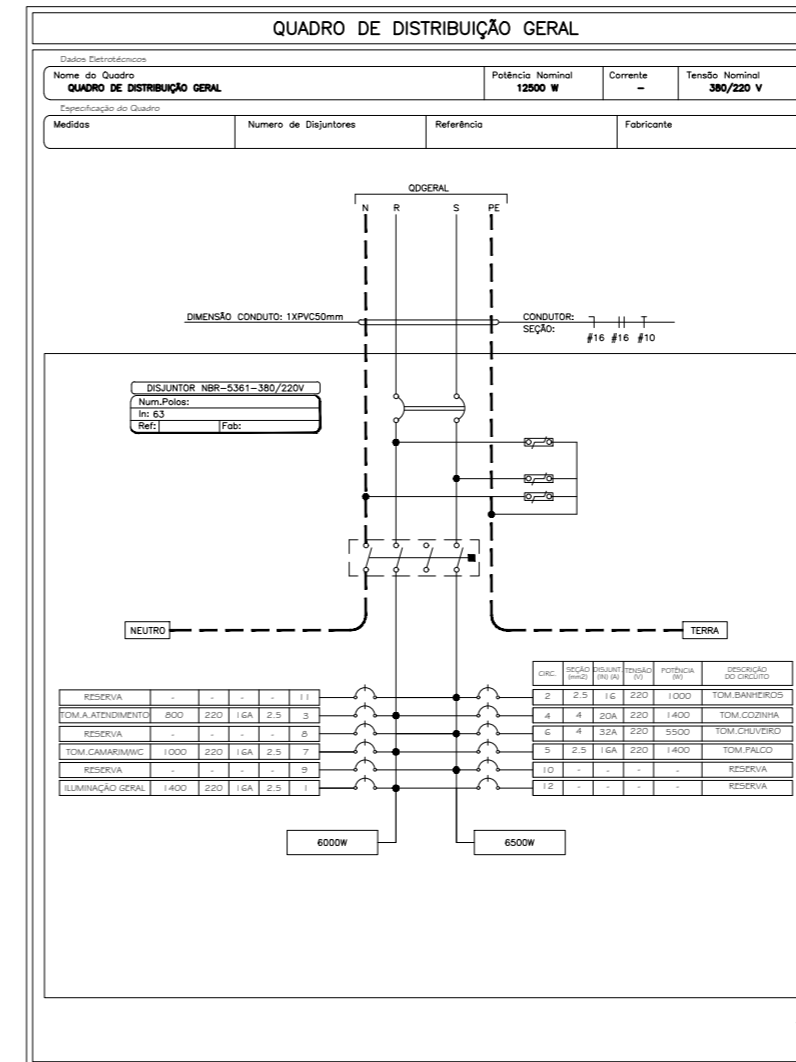 QUADRO DE DISTRIBUIÇÃO GERAL
Dados Eletrotécnicos
Nome do Quadro
QUADRO DE DISTRIBUIÇÃO GERAL
Potência Nominal
12500 W
Corrente
-
Tensão Nominal
380/220 V
Especificação do Quadro
Medidas
Numero de Disjuntores
Referência
Fabricante
QDGERAL
N R S PE
DIMENSÃO CONDUTO: 1XPVC50mm
CONDUTOR:
SEÇÃO:
#16 #16 #10
DISJUNTOR NBR-5361-380/220V
Num.Polos:
In: 63
Ref: Fab:
NEUTRO
TERRA
RESERVA - - - - 11
TOM.A.ATENDIMENTO 800 220 16A 2.5 3
RESERVA - - - - 8
TOM.CAMARIM/WC 1000 220 16A 2.5 7
RESERVA - - - - 9
ILUMINAÇÃO GERAL 1400 220 16A 2.5 1
CIRC. SEÇÃO (mm2) DISJUNT. (IN) (A) TENSÃO (V) POTÊNCIA (W) DESCRIÇÃO DO CIRCUITO
2 2.5 16 220 1000 TOM.BANHEIROS
4 4 20A 220 1400 TOM.COZINHA
6 4 32A 220 5500 TOM.CHUVEIRO
5 2.5 16A 220 1400 TOM.PALCO
10 - - - - RESERVA
12 - - - - RESERVA
6000W
6500W